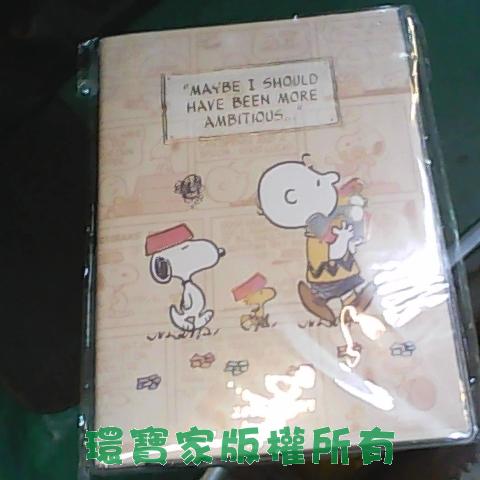 "MAYBE I SHOULD
HAVE BEEN MORE
AMBITIOUS..."
環寶家版權所有